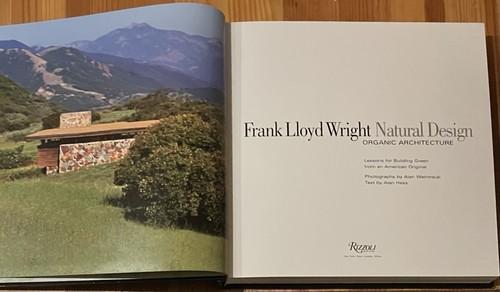 Frank Lloyd Wright Natural Design
ORGANIC ARCHITECTURE
Lessons for Building Green
from an American Original
Photographs by Alan Weintraub
Text by Alan Hess
RIZZOLI